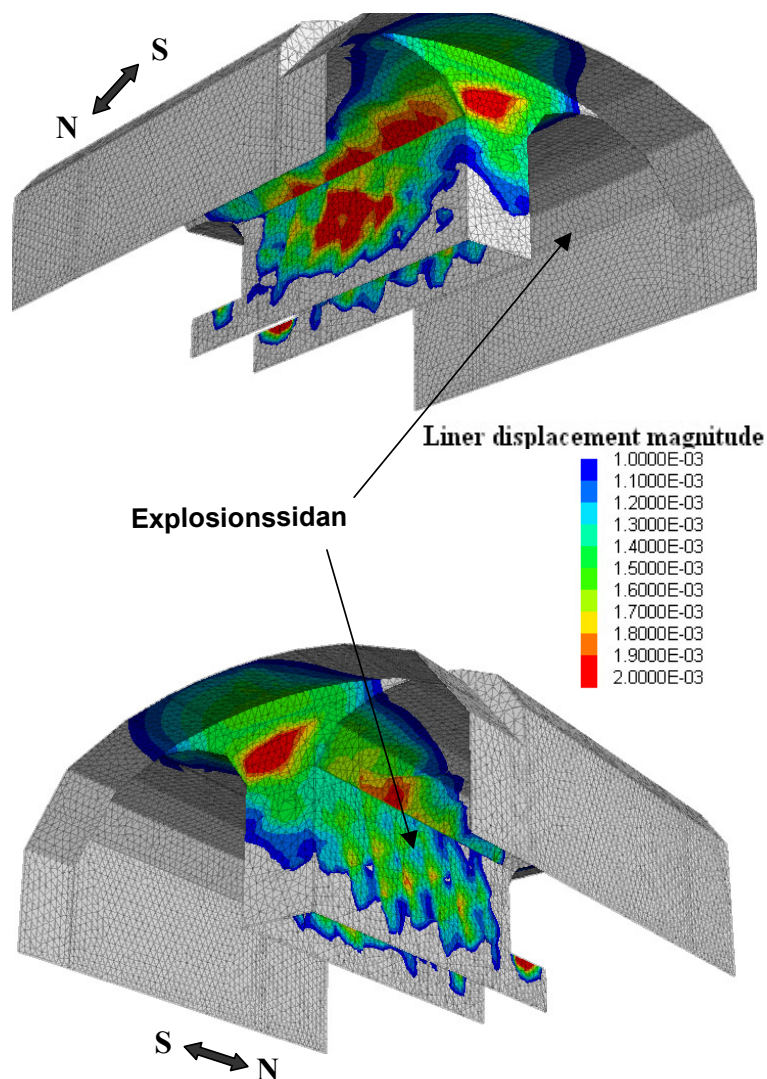 S
N
Liner displacement magnitude
1.0000E-03
1.1000E-03
1.2000E-03
1.3000E-03
1.4000E-03
1.5000E-03
1.6000E-03
1.7000E-03
1.8000E-03
1.9000E-03
2.0000E-03
Explosionssidan
S
N